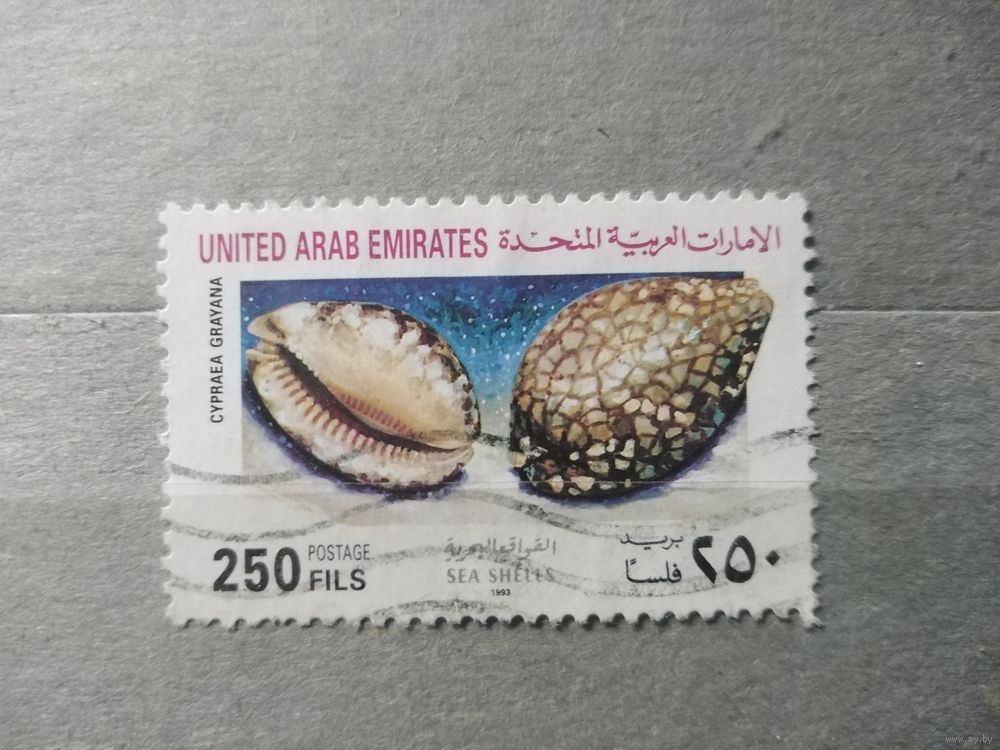 UNITED ARAB EMIRATES الامارات العربية المتحدة
CYPRAEA GRAYANA
250 POSTAGE FILS
القواقع البحرية
SEA SHELLS
1993
بريد
فلسًا ٢٥٠
www.ay.by